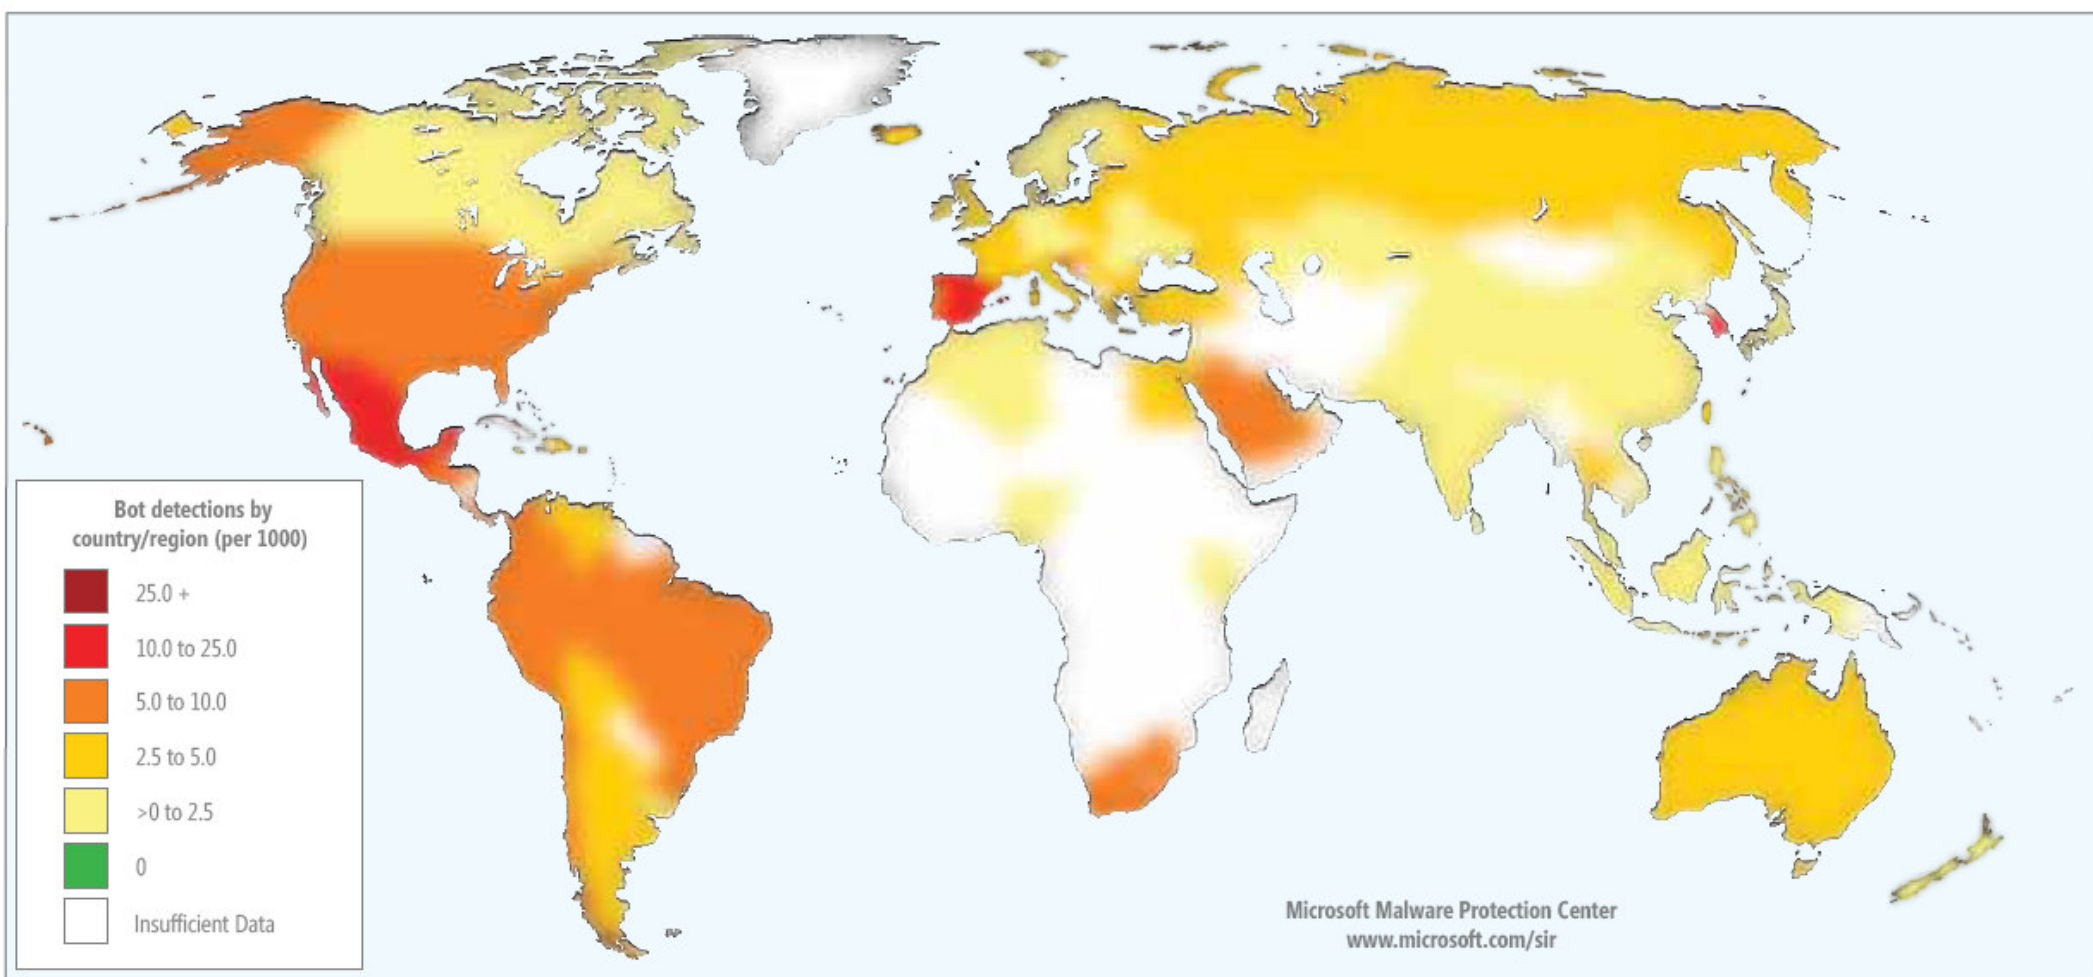 Bot detections by
country/region (per 1000)
25.0 +
10.0 to 25.0
5.0 to 10.0
2.5 to 5.0
>0 to 2.5
0
Insufficient Data
Microsoft Malware Protection Center
www.microsoft.com/sir